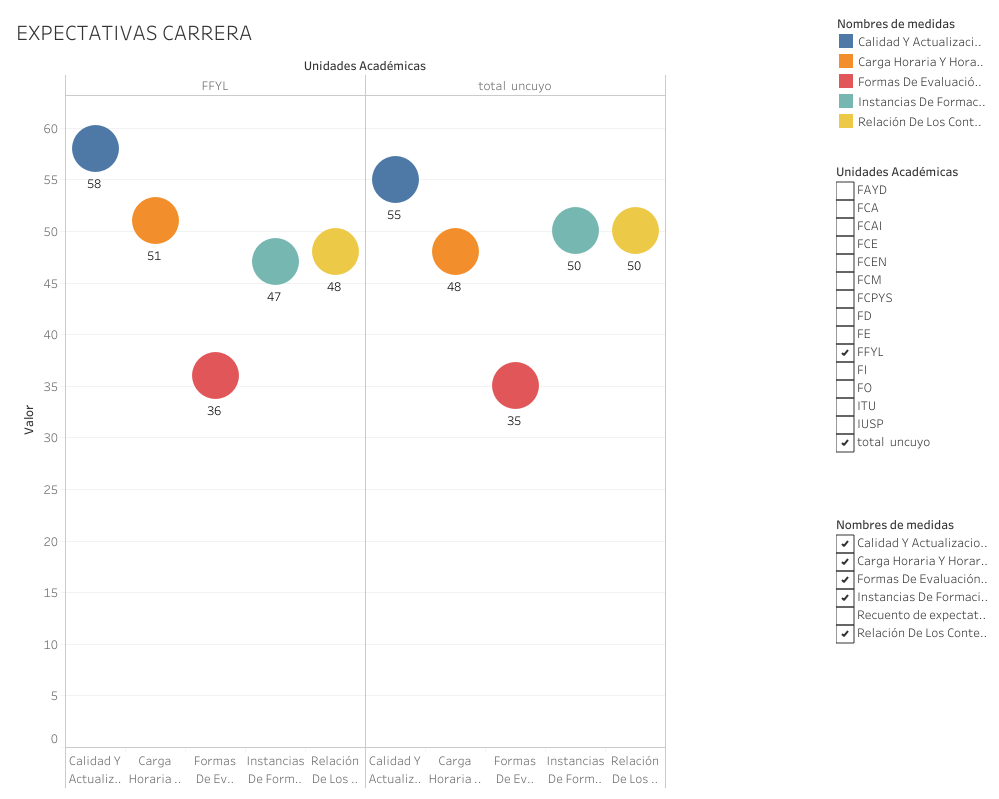 EXPECTATIVAS CARRERA
Unidades Académicas
FFYL
total uncuyo
Valor
60
55
50
45
40
35
30
25
20
15
10
5
0
58
51
36
47
48
55
48
35
50
50
Calidad Y
Actualiz..
Carga
Horaria ..
Formas
De Ev..
Instancias
De Form..
Relación
De Los ..
Calidad Y
Actualiz..
Carga
Horaria ..
Formas
De Ev..
Instancias
De Form..
Relación
De Los ..
Nombres de medidas
Calidad Y Actualizaci..
Carga Horaria Y Hora..
Formas De Evaluació..
Instancias De Formac..
Relación De Los Cont..
Unidades Académicas
FAYD
FCA
FCAI
FCE
FCEN
FCM
FCPYS
FD
FE
FFYL
FI
FO
ITU
IUSP
total uncuyo
Nombres de medidas
Calidad Y Actualizacio..
Carga Horaria Y Horar..
Formas De Evaluación..
Instancias De Formaci..
Recuento de expectat..
Relación De Los Conte..